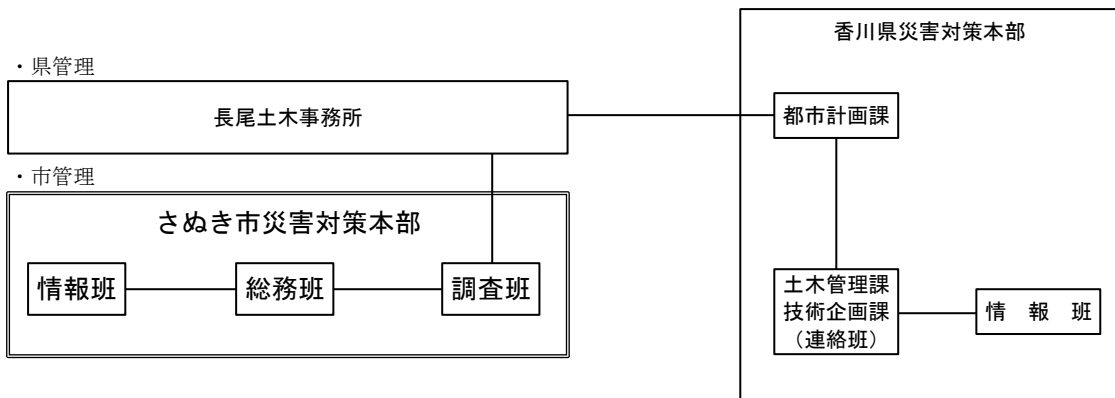 香川県災害対策本部
・県管理
長尾土木事務所
都市計画課
・市管理
さぬき市災害対策本部
情報班
総務班
調査班
土木管理課
技術企画課
（連絡班）
情　報　班